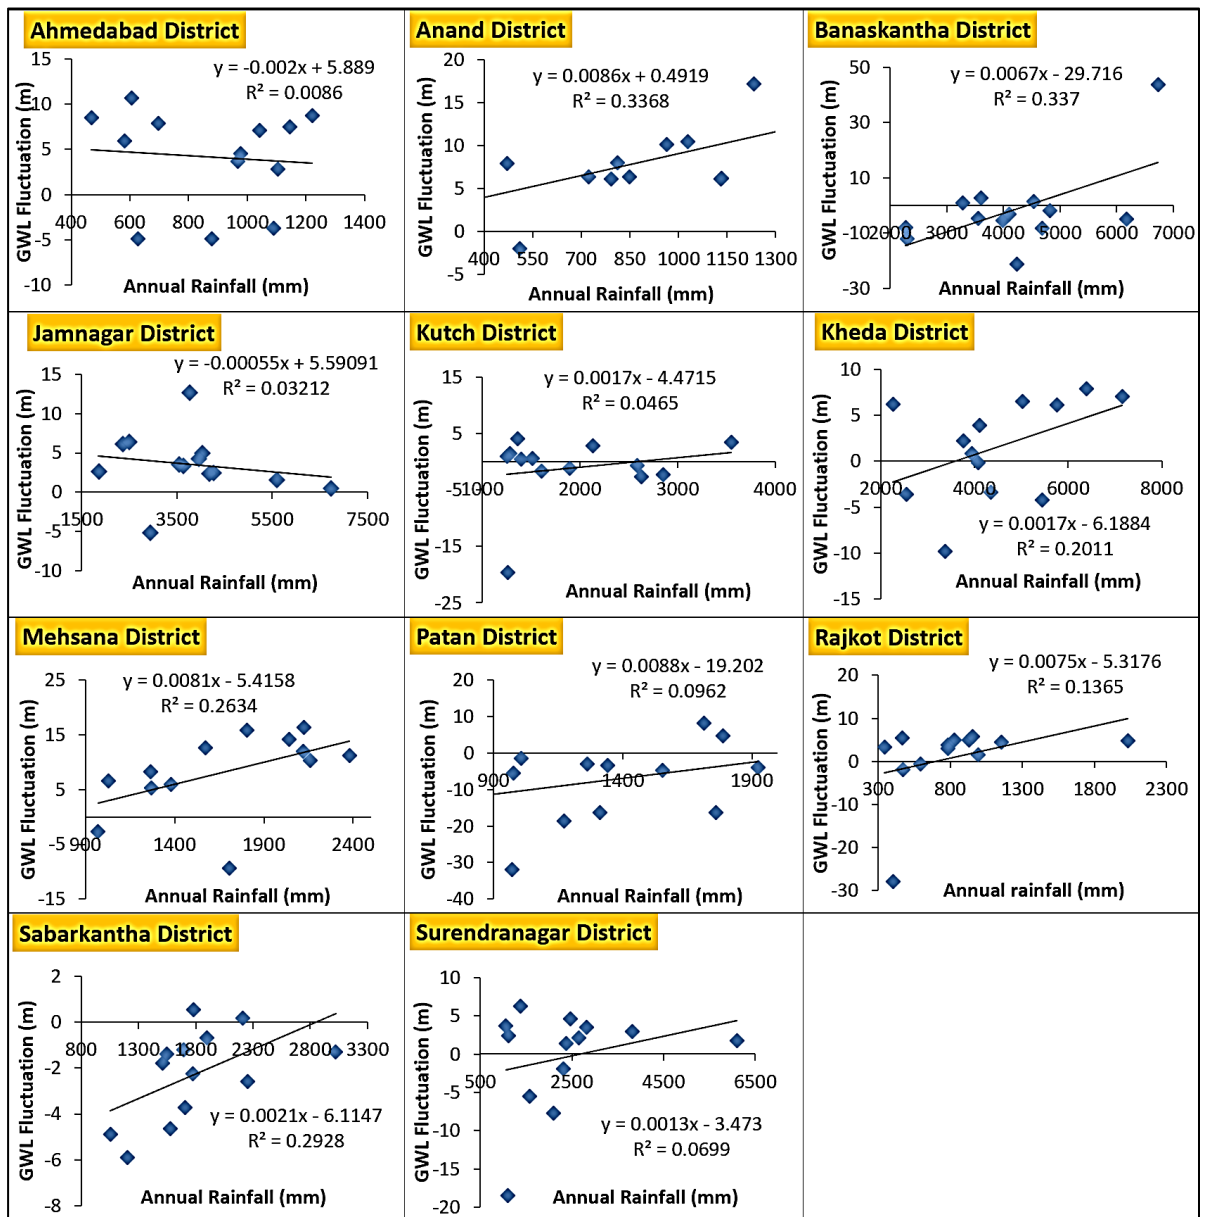 Ahmedabad District
y = -0.002x + 5.889
R² = 0.0086
GWL Fluctuation (m)
15
10
5
0
-5
-10
400 600 800 1000 1200 1400
Annual Rainfall (mm)
Anand District
y = 0.0086x + 0.4919
R² = 0.3368
GWL Fluctuation (m)
20
15
10
5
0
-5
400 550 700 850 1000 1150 1300
Annual Rainfall (mm)
Banaskantha District
y = 0.0067x - 29.716
R² = 0.337
GWL Fluctuation (m)
50
30
10
-10
-30
2000 3000 4000 5000 6000 7000
Annual Rainfall (mm)
Jamnagar District
y = -0.00055x + 5.59091
R² = 0.03212
GWL Fluctuation (m)
15
10
5
0
-5
-10
1500 3500 5500 7500
Annual Rainfall (mm)
Kutch District
y = 0.0017x - 4.4715
R² = 0.0465
GWL Fluctuation (m)
15
5
-5
-15
-25
1000 2000 3000 4000
Annual Rainfall (mm)
Kheda District
GWL Fluctuation (m)
10
5
0
-5
-10
-15
2000 4000 6000 8000
y = 0.0017x - 6.1884
R² = 0.2011
Annual Rainfall (mm)
Mehsana District
y = 0.0081x - 5.4158
R² = 0.2634
GWL Fluctuation (m)
25
15
5
-5
-15
900 1400 1900 2400
Annual Rainfall (mm)
Patan District
y = 0.0088x - 19.202
R² = 0.0962
GWL Fluctuation (m)
20
10
0
-10
-20
-30
-40
900 1400 1900
Annual Rainfall (mm)
Rajkot District
y = 0.0075x - 5.3176
R² = 0.1365
GWL Fluctuation (m)
20
10
0
-10
-20
-30
300 800 1300 1800 2300
Annual rainfall (mm)
Sabarkantha District
GWL Fluctuation (m)
2
0
-2
-4
-6
-8
800 1300 1800 2300 2800 3300
y = 0.0021x - 6.1147
R² = 0.2928
Annual Rainfall (mm)
Surendranagar District
GWL Fluctuation (m)
10
5
0
-5
-10
-15
-20
500 2500 4500 6500
y = 0.0013x - 3.473
R² = 0.0699
Annual Rainfall (mm)